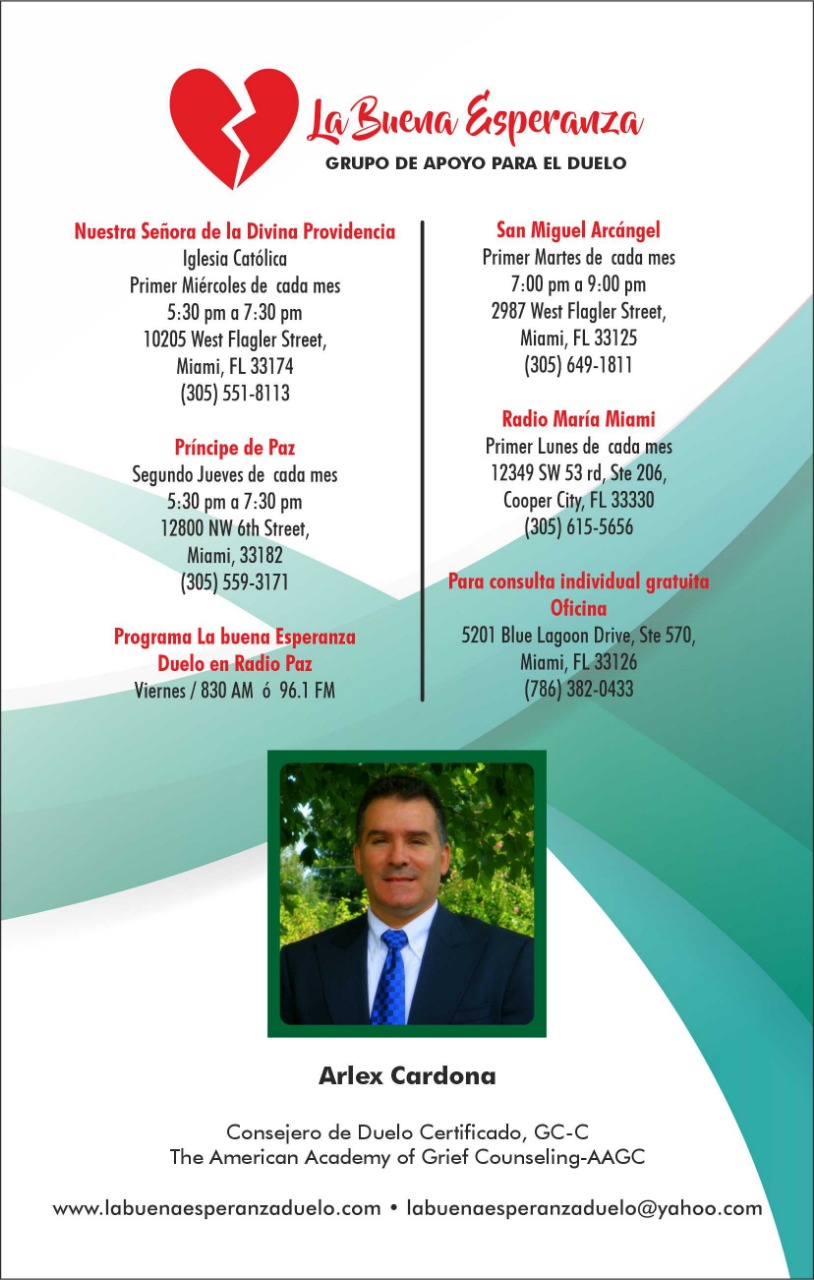 La Buena Esperanza
GRUPO DE APOYO PARA EL DUELO
Nuestra Señora de la Divina Providencia
Iglesia Católica
Primer Miércoles de cada mes
5:30 pm a 7:30 pm
10205 West Flagler Street,
Miami, FL 33174
(305) 551-8113
Príncipe de Paz
Segundo Jueves de cada mes
5:30 pm a 7:30 pm
12800 NW 6th Street,
Miami, 33182
(305) 559-3171
Programa La buena Esperanza
Duelo en Radio Paz
Viernes / 830 AM ó 96.1 FM
San Miguel Arcángel
Primer Martes de cada mes
7:00 pm a 9:00 pm
2987 West Flagler Street,
Miami, FL 33125
(305) 649-1811
Radio María Miami
Primer Lunes de cada mes
12349 SW 53 rd, Ste 206,
Cooper City, FL 33330
(305) 615-5656
Para consulta individual gratuita
Oficina
5201 Blue Lagoon Drive, Ste 570,
Miami, FL 33126
(786) 382-0433
Arlex Cardona
Consejero de Duelo Certificado, GC-C
The American Academy of Grief Counseling-AAGC
www.labuenaesperanzaduelo.com • labuenaesperanzaduelo@yahoo.com